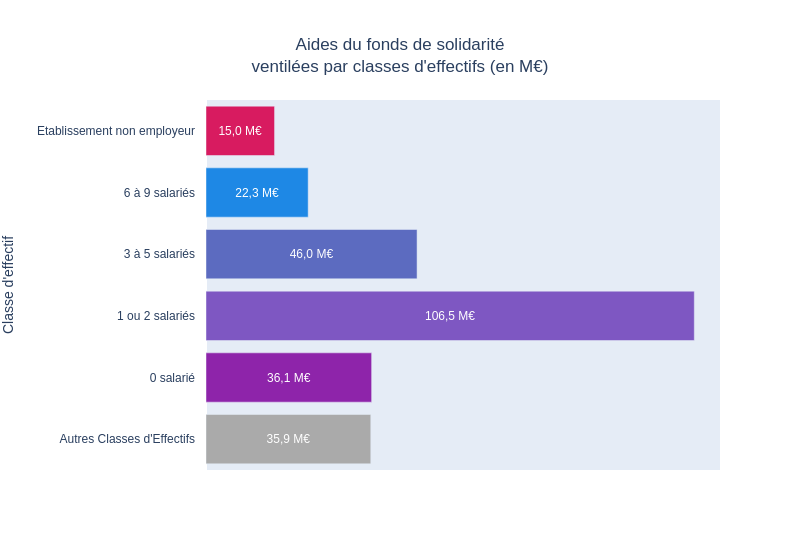 Aides du fonds de solidarité
ventilées par classes d'effectifs (en M€)
Classe d'effectif
Etablissement non employeur
15,0 M€
6 à 9 salariés
22,3 M€
3 à 5 salariés
46,0 M€
1 ou 2 salariés
106,5 M€
0 salarié
36,1 M€
Autres Classes d'Effectifs
35,9 M€